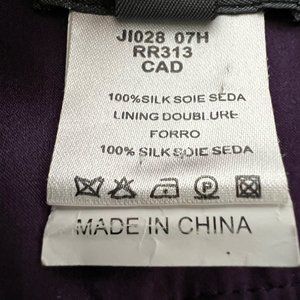 JI028 07H
RR313
CAD
100%SILK SOIE SEDA
LINING DOUBLURE
FORRO
100% SILK SOIE SEDA
MADE IN CHINA